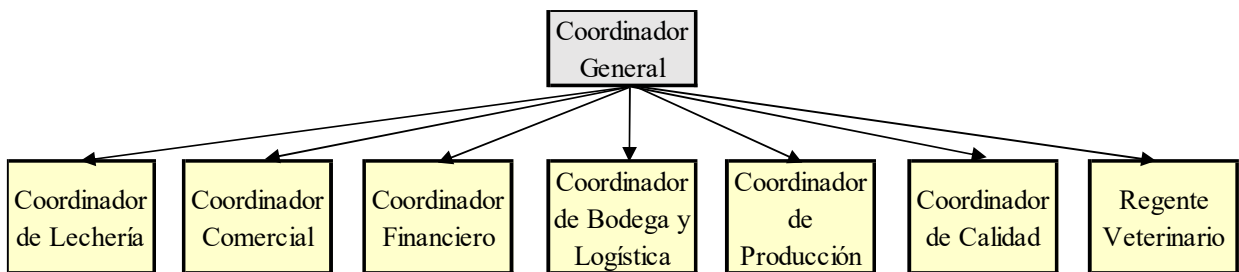 Coordinador
General
Coordinador
de Lechería
Coordinador
Comercial
Coordinador
Financiero
Coordinador
de Bodega y
Logística
Coordinador
de
Producción
Coordinador
de Calidad
Regente
Veterinario